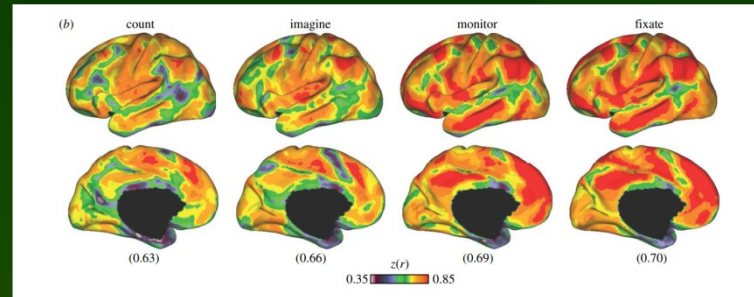 (b) count imagine monitor fixate
(0.63) (0.66) (0.69) (0.70)
z(r)
0.35 0.85